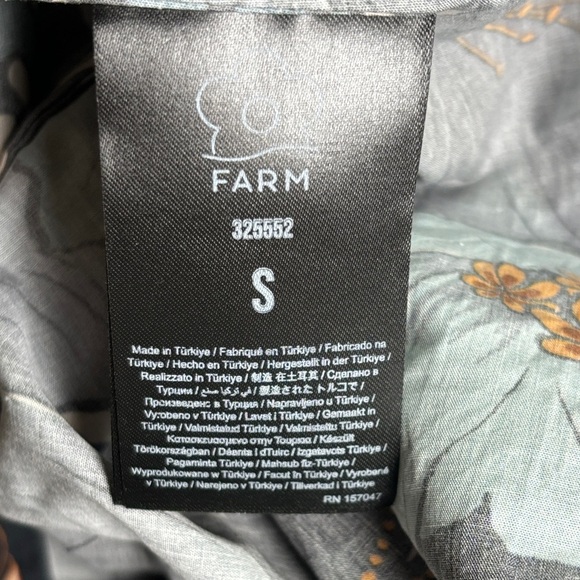 FARM
325552
S
Made in Türkiye / Fabriqué en Türkiye / Fabricado na
Türkiye / Hecho en Türkiye / Hergestellt in der Türkiye /
Realizzato in Türkiye / 製造 在土耳其 / Сделано в
Турции / صنع في تركيا / 製造された トルコで /
Произведено в Турция / Napravljeno u Türkiye /
Vyrobeno v Türkiye / Lavet i Türkiye / Gemaakt in
Türkiye / Valmistatud Türkiye / Valmistettu Türkiye /
Κατασκευασμένο στην Τουρκία / Készült
Törökországban / Déanta i dTuirc / Izgatavots Türkiye /
Pagaminta Türkiye / Maħsub fiż-Türkiye /
Wyprodukowane w Türkiye / Facut în Türkiye / Vyrobené
v Türkiye / Narejeno v Türkiye / Tillverkad i Türkiye
RN 157047